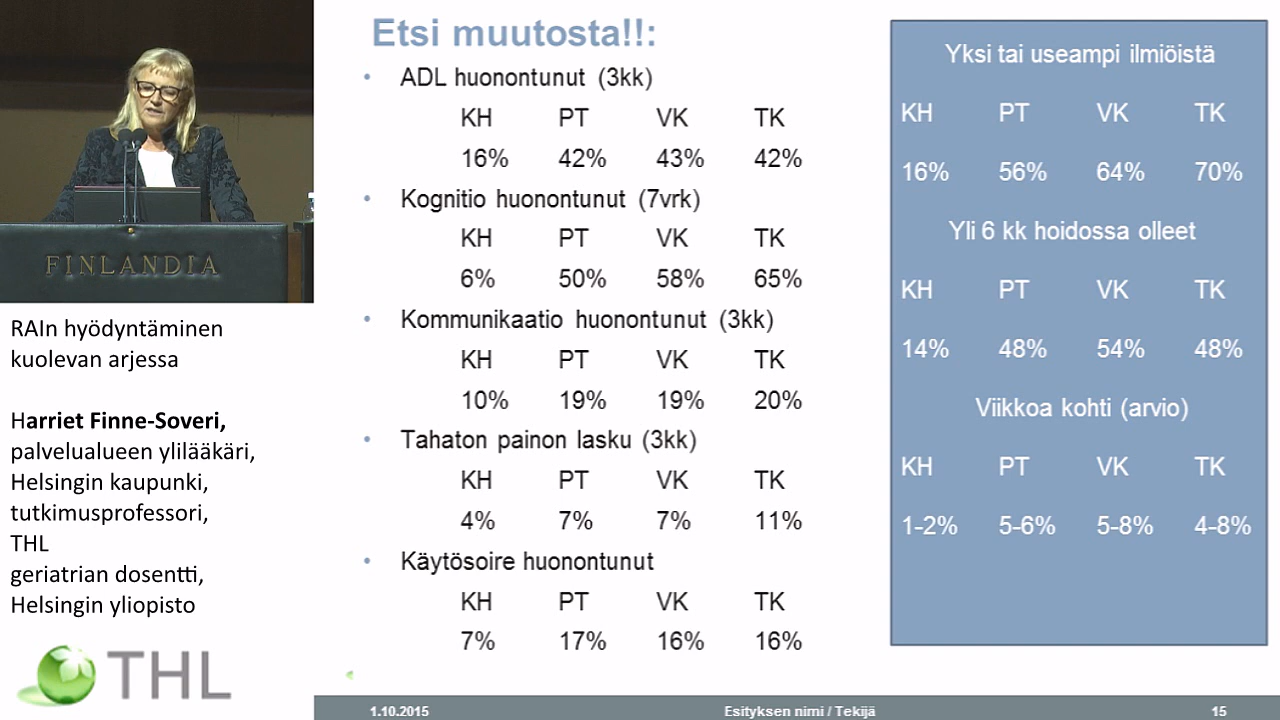 FINLANDIA
RAIn hyödyntäminen
kuolevan arjessa
Harriet Finne-Soveri,
palvelualueen ylilääkäri,
Helsingin kaupunki,
tutkimusprofessori,
THL
geriatrian dosentti,
Helsingin yliopisto
THL
Etsi muutosta!!:
• ADL huonontunut (3kk)
KH PT VK TK
16% 42% 43% 42%
• Kognitio huonontunut (7vrk)
KH PT VK TK
6% 50% 58% 65%
• Kommunikaatio huonontunut (3kk)
KH PT VK TK
10% 19% 19% 20%
• Tahaton painon lasku (3kk)
KH PT VK TK
4% 7% 7% 11%
• Käytösoire huonontunut
KH PT VK TK
7% 17% 16% 16%
Yksi tai useampi ilmiöistä
KH PT VK TK
16% 56% 64% 70%
Yli 6 kk hoidossa olleet
KH PT VK TK
14% 48% 54% 48%
Viikkoa kohti (arvio)
KH PT VK TK
1-2% 5-6% 5-8% 4-8%
1.10.2015 Esityksen nimi / Tekijä 15